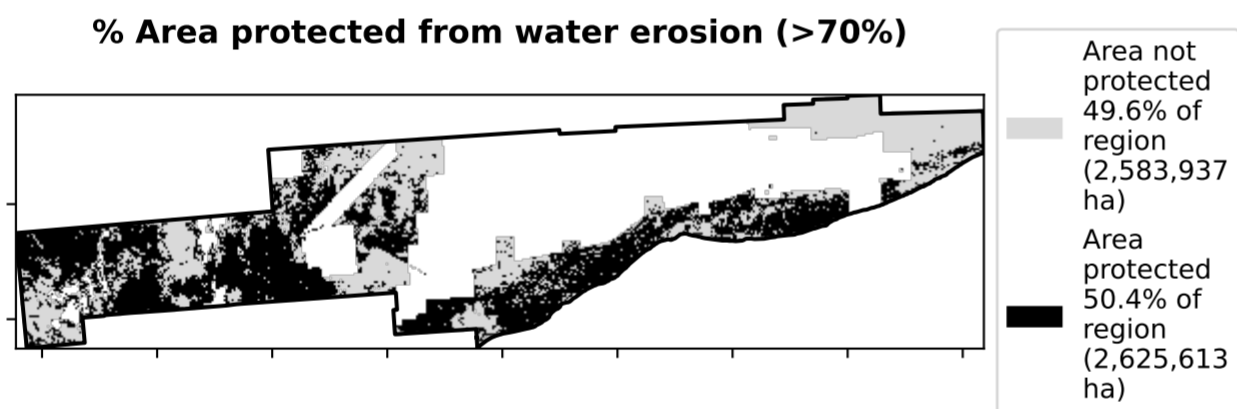 % Area protected from water erosion (>70%)
Area not
protected
49.6% of
region
(2,583,937
ha)
Area
protected
50.4% of
region
(2,625,613
ha)